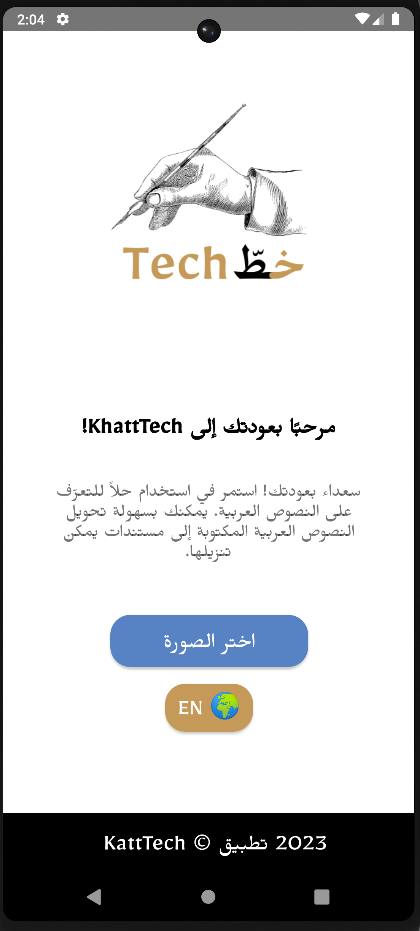 2:04
خطّ Tech
مرحبًا بعودتك إلى KhattTech!
سعداء بعودتك! استمر في استخدام حلاً للتعرّف
على النصوص العربية. يمكنك بسهولة تحويل
النصوص العربية المكتوبة إلى مستندات يمكن
تنزيلها.
اختر الصورة
EN
2023 تطبيق © KattTech